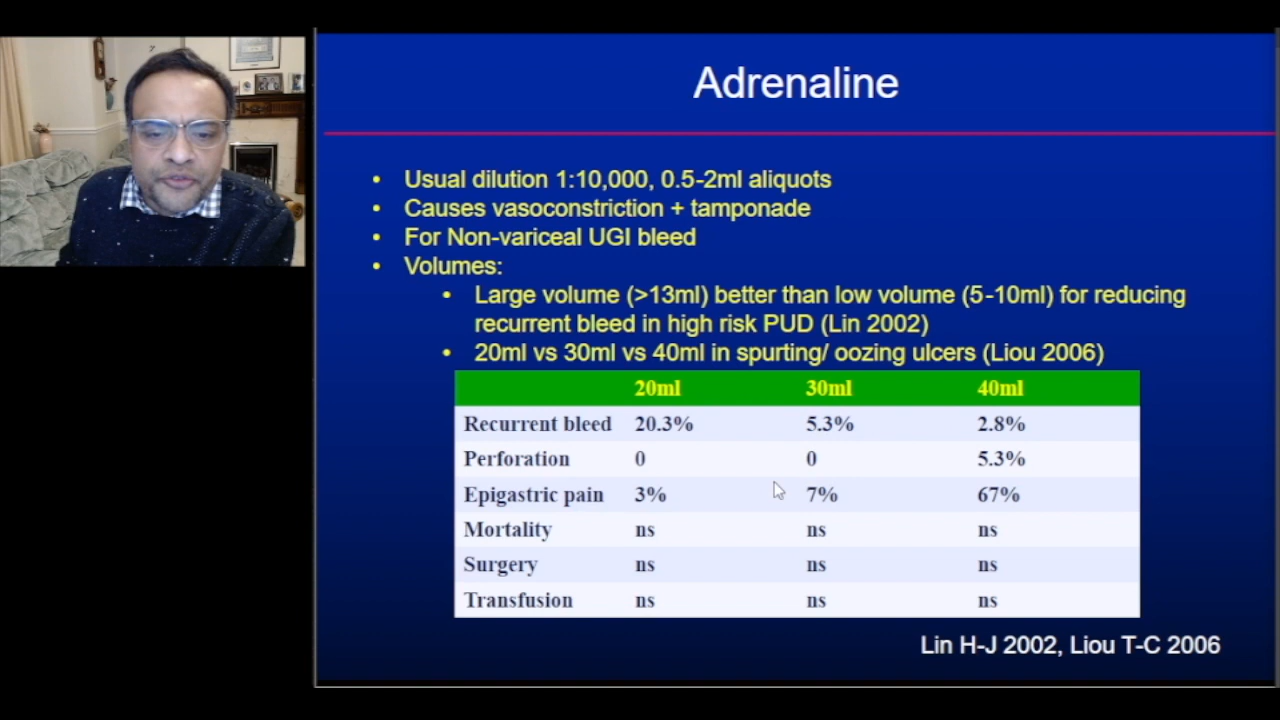 Adrenaline
• Usual dilution 1:10,000, 0.5-2ml aliquots
• Causes vasoconstriction + tamponade
• For Non-variceal UGI bleed
• Volumes:
• Large volume (>13ml) better than low volume (5-10ml) for reducing
recurrent bleed in high risk PUD (Lin 2002)
• 20ml vs 30ml vs 40ml in spurting/ oozing ulcers (Liou 2006)
20ml 30ml 40ml
Recurrent bleed 20.3% 5.3% 2.8%
Perforation 0 0 5.3%
Epigastric pain 3% 7% 67%
Mortality ns ns ns
Surgery ns ns ns
Transfusion ns ns ns
Lin H-J 2002, Liou T-C 2006